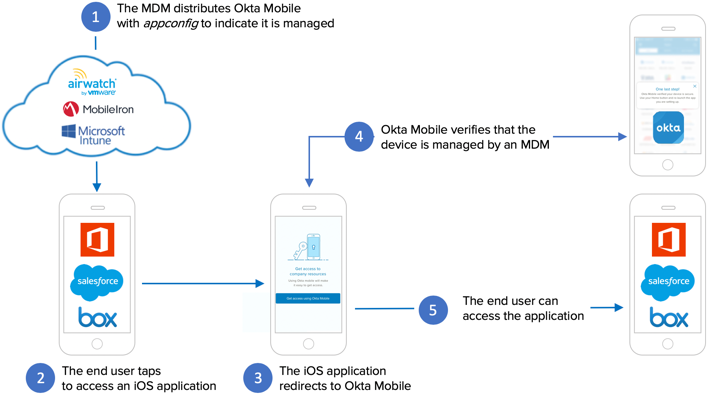 1
The MDM distributes Okta Mobile
with appconfig to indicate it is managed
airwatch
by vmware
MobileIron
Microsoft
Intune
4
Okta Mobile verifies that the
device is managed by an MDM
One last step
okta
salesforce
box
Get access to
company resources
Get access using Okta Mobile
5
The end user can
access the application
salesforce
box
2
The end user taps
to access an iOS application
3
The iOS application
redirects to Okta Mobile